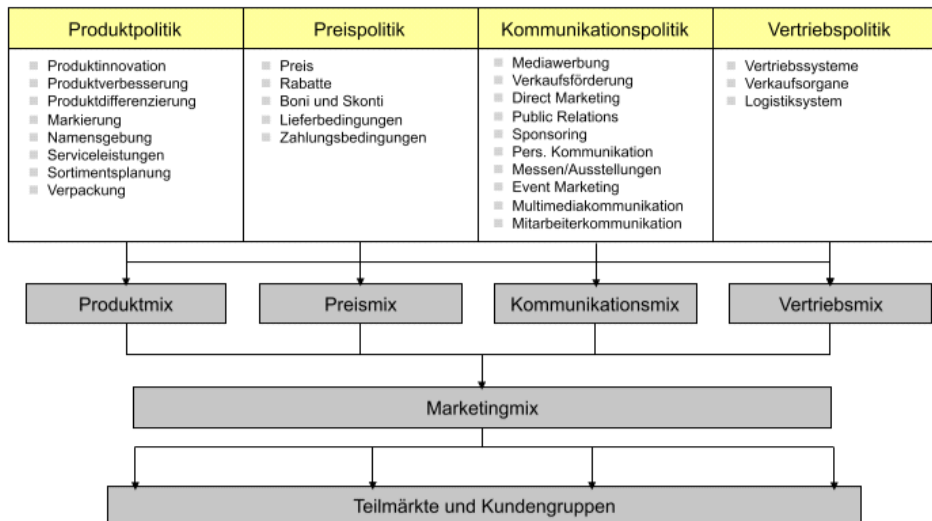 Produktpolitik
Produktinnovation
Produktverbesserung
Produktdifferenzierung
Markierung
Namensgebung
Serviceleistungen
Sortimentsplanung
Verpackung
Preispolitik
Preis
Rabatte
Boni und Skonti
Lieferbedingungen
Zahlungsbedingungen
Kommunikationspolitik
Mediawerbung
Verkaufsförderung
Direct Marketing
Public Relations
Sponsoring
Pers. Kommunikation
Messen/Ausstellungen
Event Marketing
Multimediakommunikation
Mitarbeiterkommunikation
Vertriebspolitik
Vertriebssysteme
Verkaufsorgane
Logistiksystem
Produktmix
Preismix
Kommunikationsmix
Vertriebsmix
Marketingmix
Teilmärkte und Kundengruppen